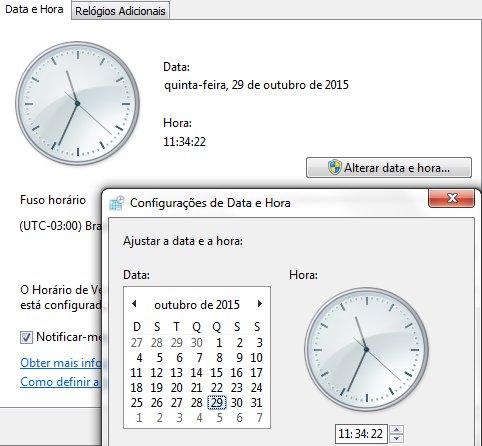 Data e Hora
Relógios Adicionais
Data:
quinta-feira, 29 de outubro de 2015
Hora:
11:34:22
Alterar data e hora...
Fuso horário
(UTC-03:00) Bra
O Horário de Ve
está configurad
Notificar-me
Obter mais info
Como definir a
Configurações de Data e Hora
Ajustar a data e a hora:
Data:
outubro de 2015
D S T Q Q S S
27 28 29 30 1 2 3
4 5 6 7 8 9 10
11 12 13 14 15 16 17
18 19 20 21 22 23 24
25 26 27 28 29 30 31
1 2 3 4 5 6 7
Hora:
11:34:22